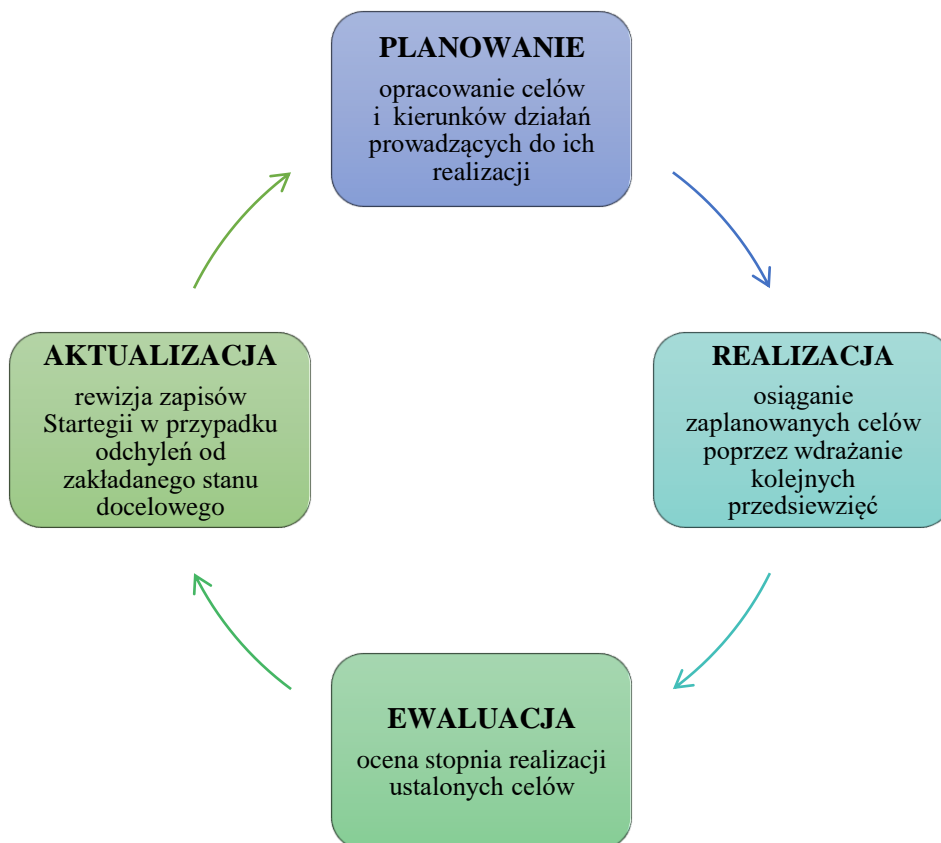 PLANOWANIE
opracowanie celów
i kierunków działań
prowadzących do ich
realizacji
REALIZACJA
osiąganie
zaplanowanych celów
poprzez wdrażanie
kolejnych
przedsiewzięć
EWALUACJA
ocena stopnia realizacji
ustalonych celów
AKTUALIZACJA
rewizja zapisów
Startegii w przypadku
odchyleń od
zakładanego stanu
docelowego